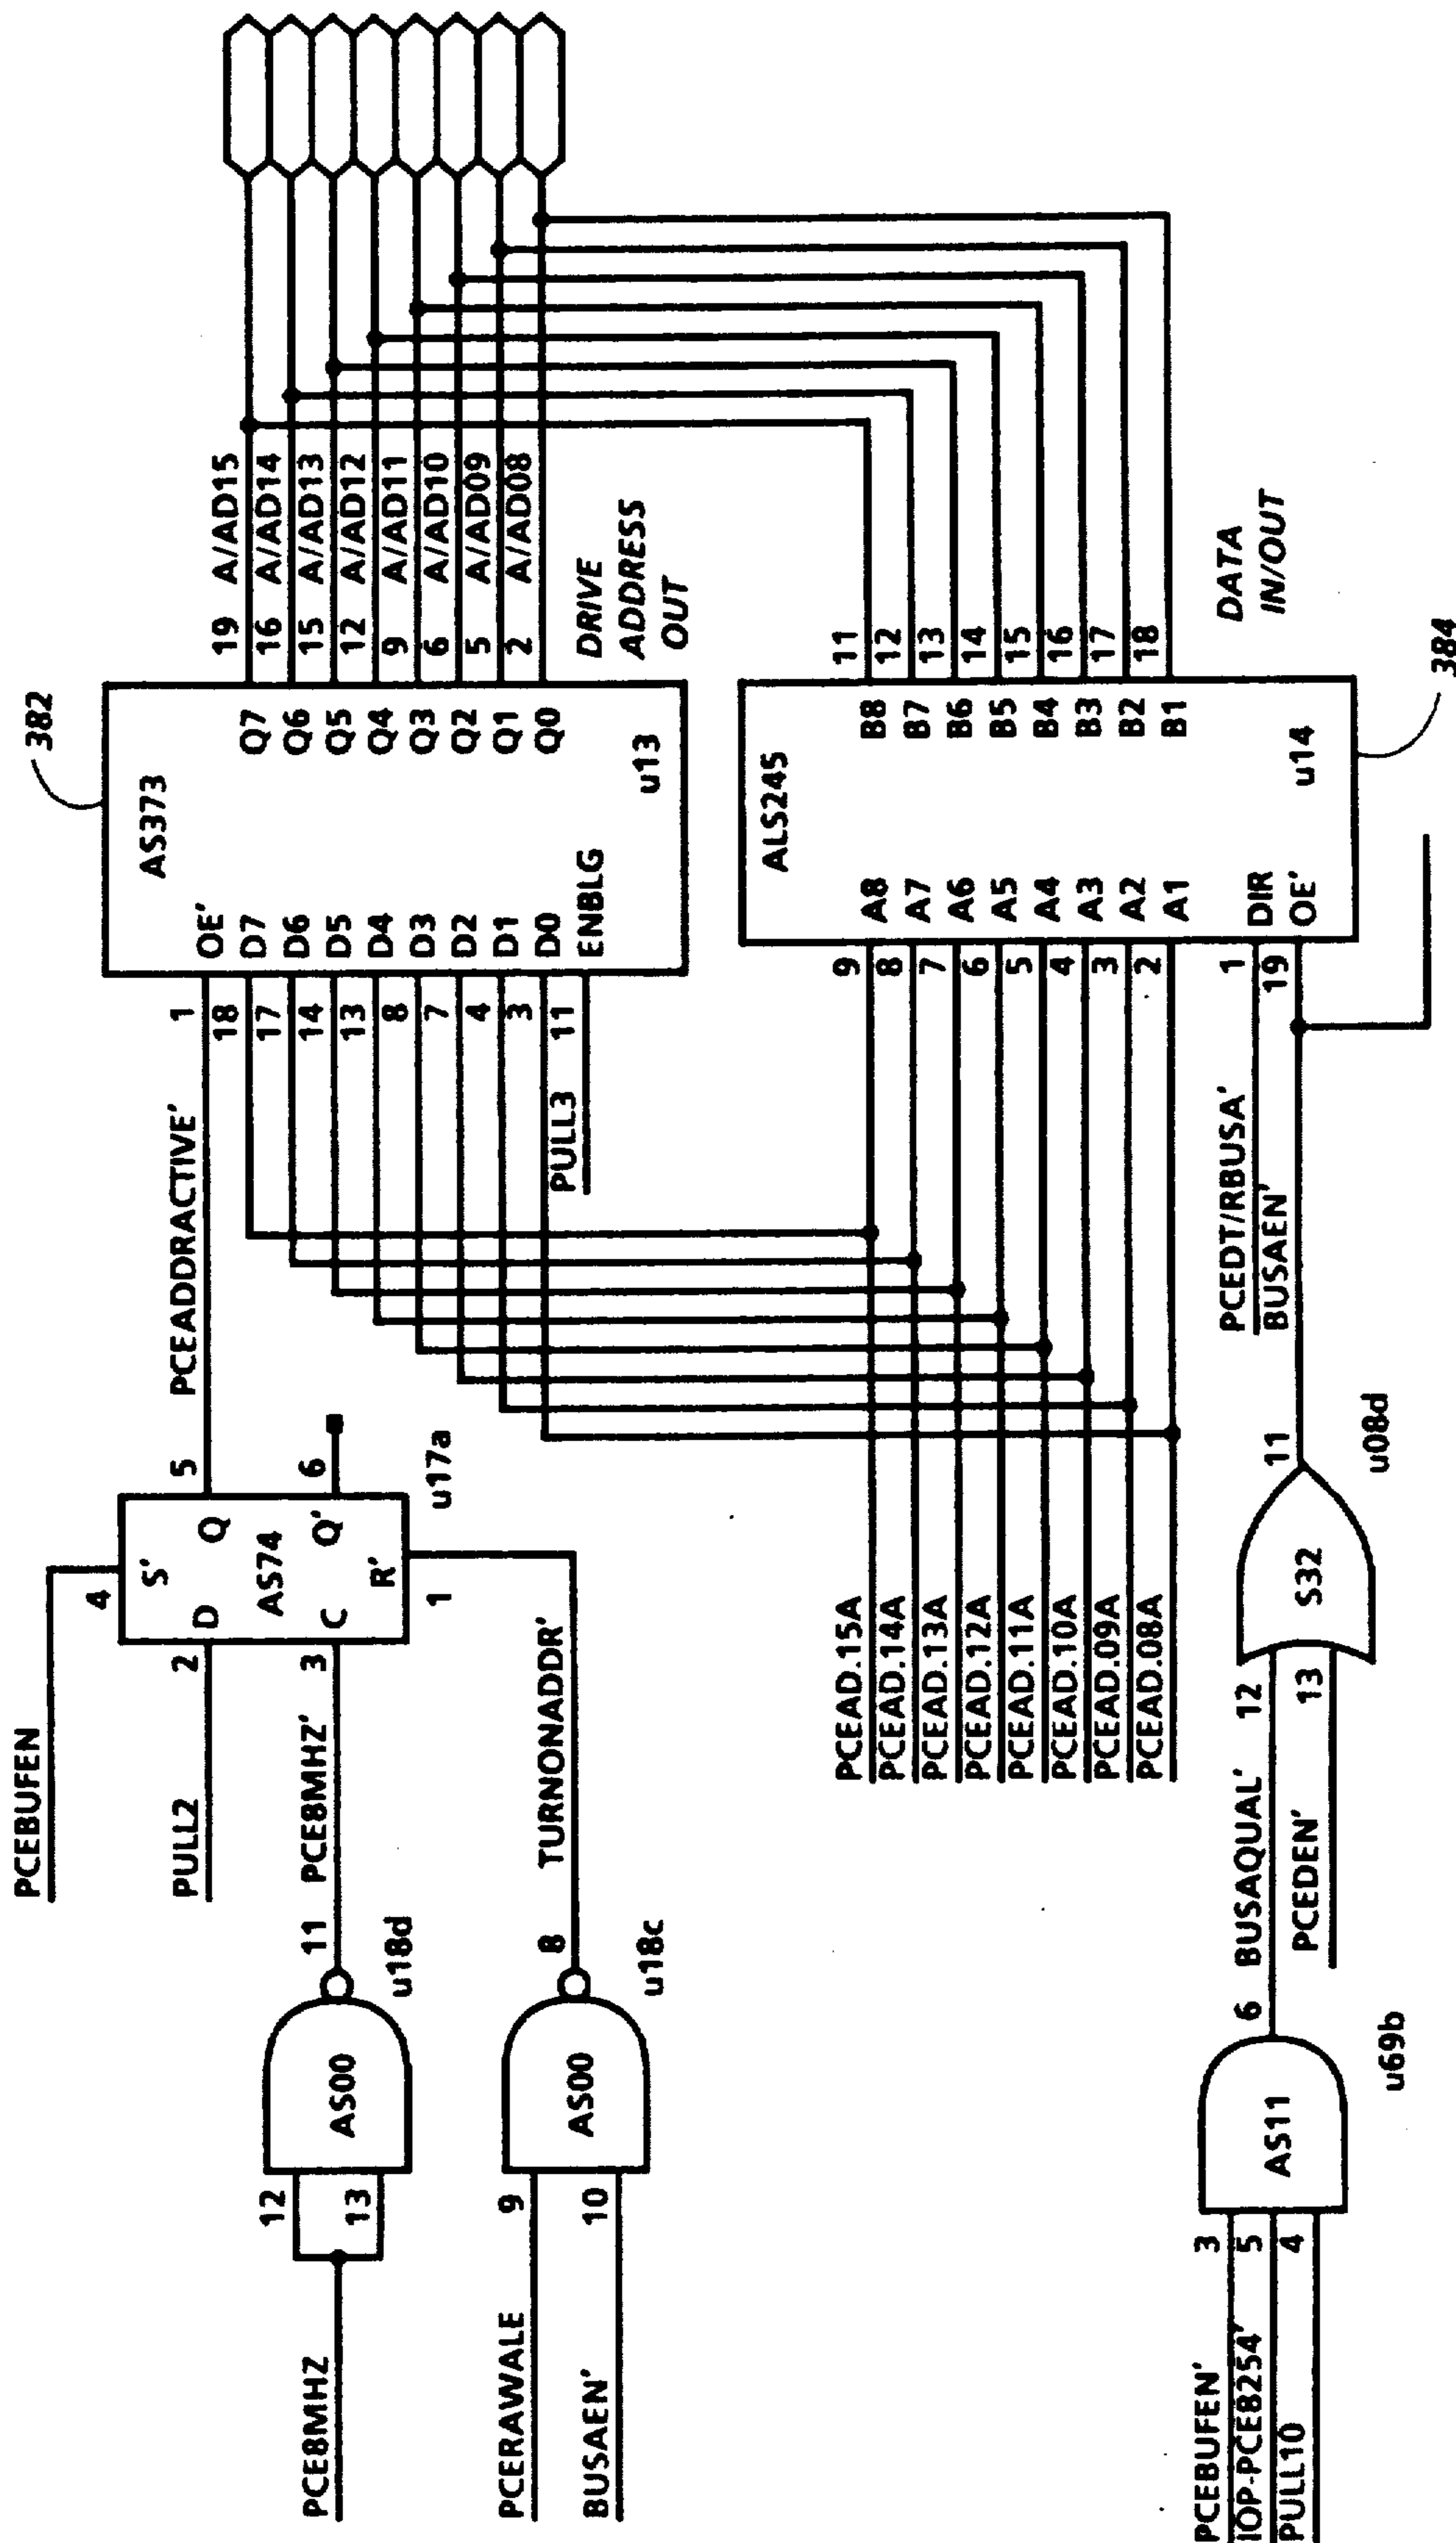 PCEBUFEN
PULL2
PCE8MHZ
12
13
AS00
u18d
11 PCE8MHZ'
PCERAWALE
BUSAEN'
9
10
AS00
u18c
8 TURNONADDR'
4
2
3
1
S'
D Q
AS74
C Q'
R'
5
6
u17a
PCEADDRACTIVE'
1
18
17
14
13
8
7
4
3
11
PULL3
382
AS373
OE'
D7 Q7
D6 Q6
D5 Q5
D4 Q4
D3 Q3
D2 Q2
D1 Q1
D0 Q0
ENBLG
u13
19 A/AD15
16 A/AD14
15 A/AD13
12 A/AD12
9 A/AD11
6 A/AD10
5 A/AD09
2 A/AD08
DRIVE
ADDRESS
OUT
PCEAD.15A
PCEAD.14A
PCEAD.13A
PCEAD.12A
PCEAD.11A
PCEAD.10A
PCEAD.09A
PCEAD.08A
9
8
7
6
5
4
3
2
1
19
ALS245
A8 B8
A7 B7
A6 B6
A5 B5
A4 B4
A3 B3
A2 B2
A1 B1
DIR
OE'
u14
384
11
12
13
14
15
16
17
18
DATA
IN/OUT
PCEBUFEN'
IOP-PCE8254'
PULL10
3
5
4
AS11
u69b
6 BUSAQUAL' 12
PCEDEN' 13
S32
u08d
11
PCEDT/RBUSA'
BUSAEN'